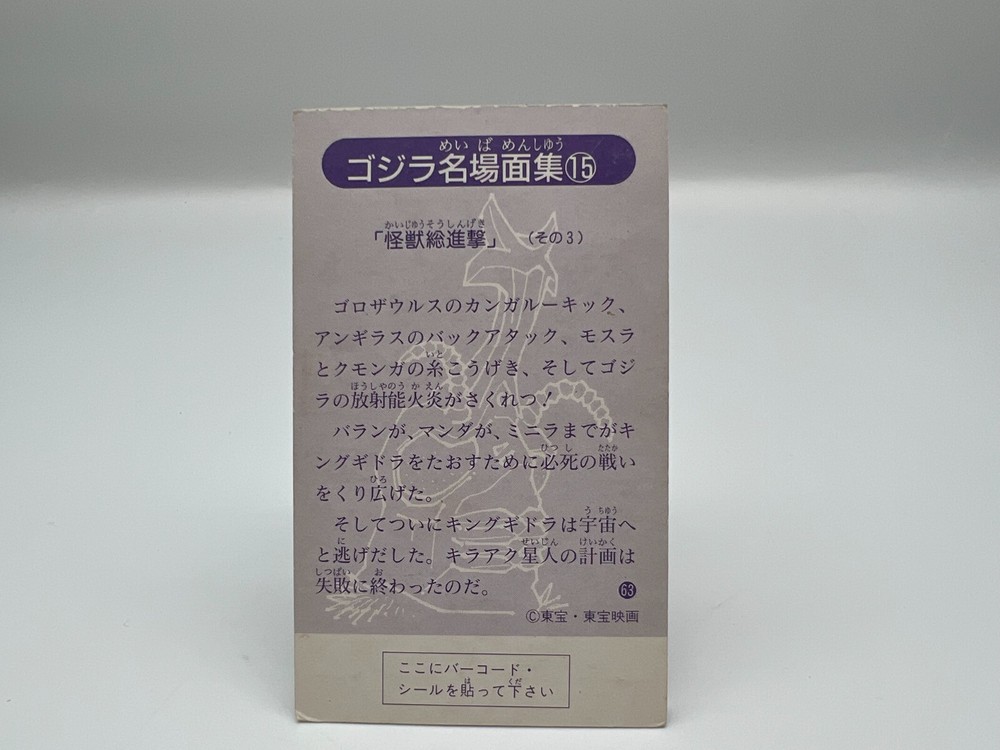 めいばめんしゅう
ゴジラ名場面集⑮
かいじゅうそうしんげき
「怪獣総進撃」 (その3)
ゴロザウルスのカンガルーキック、
アンギラスのバックアタック、モスラ
いと
とクモンガの糸こうげき、そしてゴジ
ほうしゃのうかえん
ラの放射能火炎がさくれつ!
バランが、マンダが、ミニラまでがキ
ひっし たたか
ングギドラをたおすために必死の戦い
ひろ
をくり広げた。
うちゅう
そしてついにキングギドラは宇宙へ
に せいじん けいかく
と逃げだした。キラアク星人の計画は
しっぱい お
失敗に終わったのだ。
63
©東宝・東宝映画
ここにバーコード・
は くだ
シールを貼って下さい